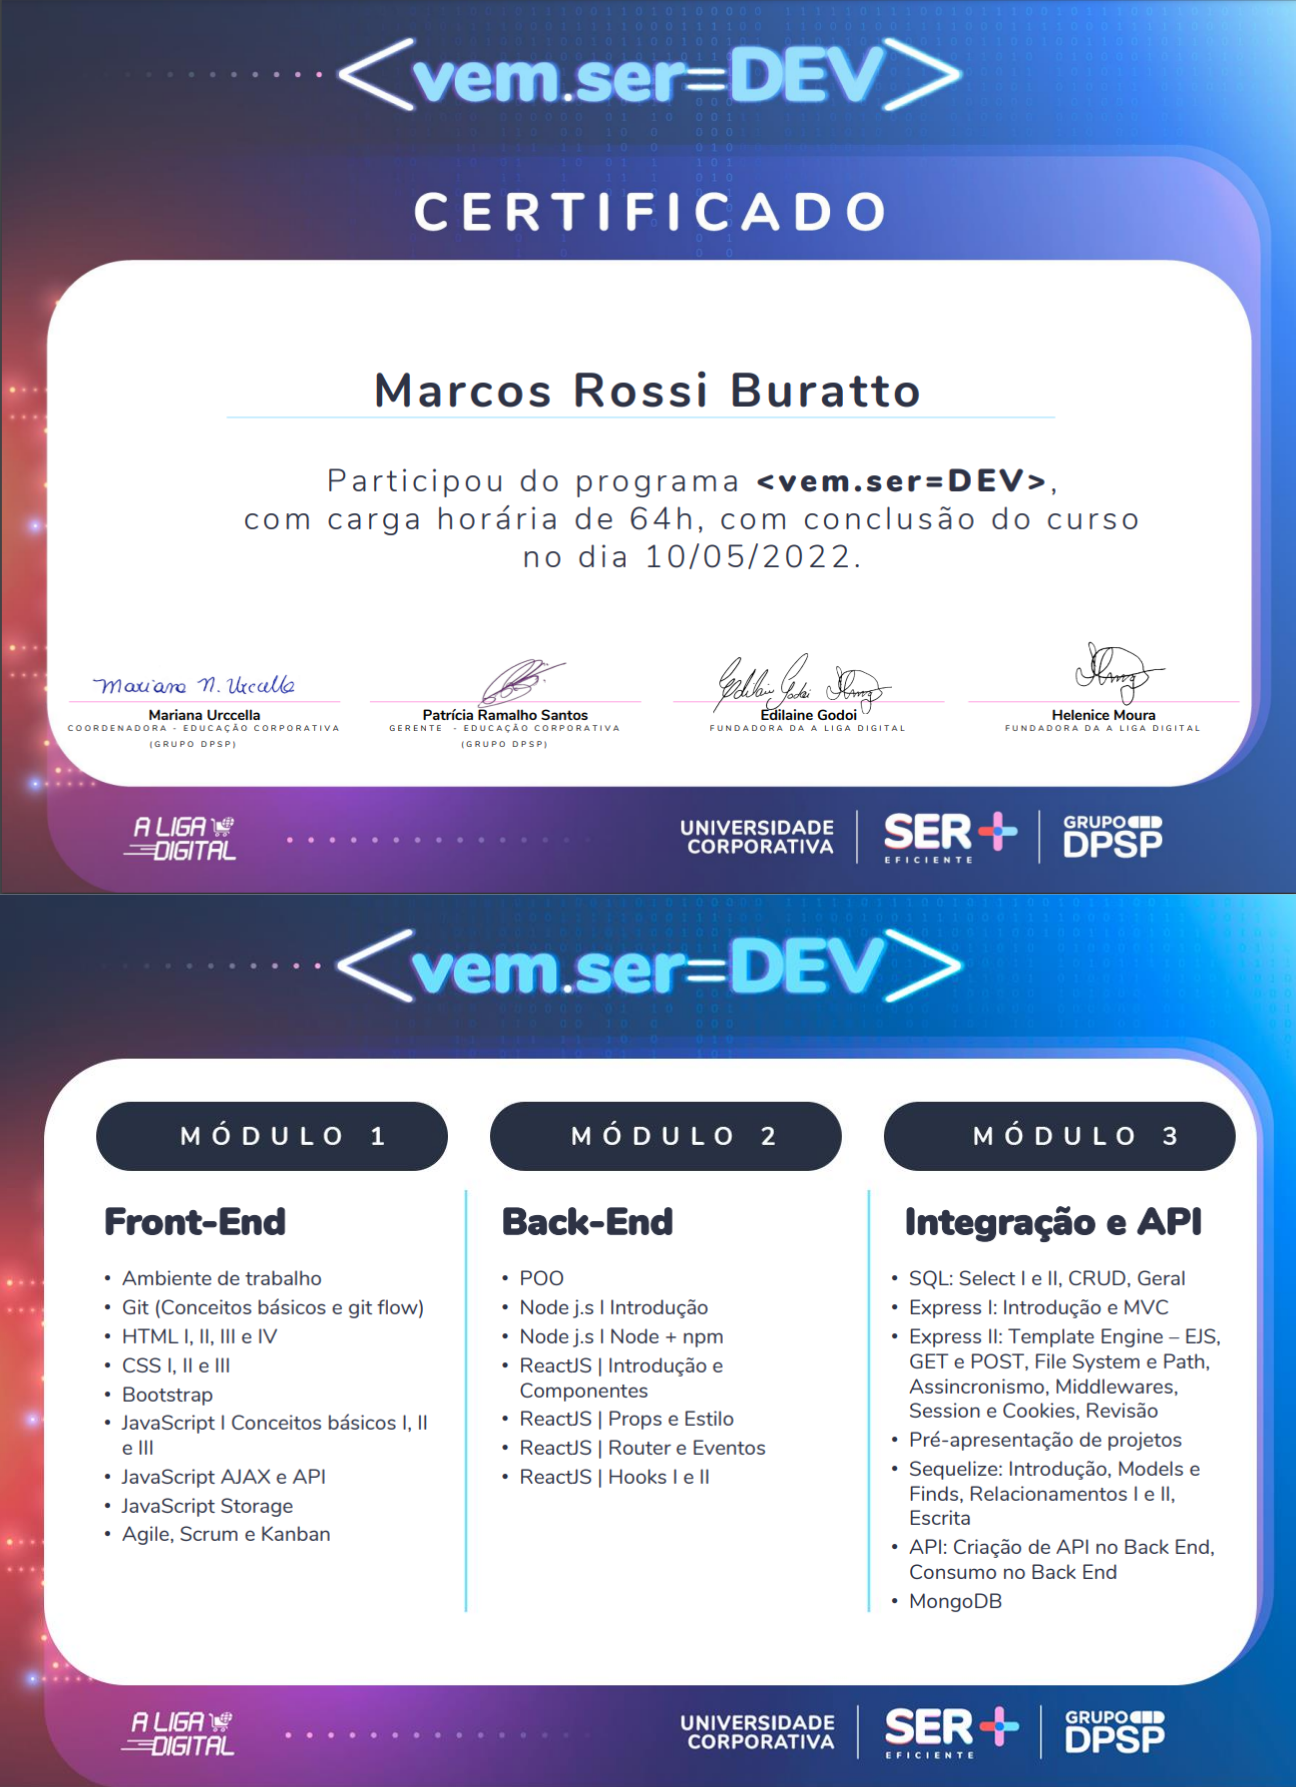 <vem.ser=DEV>
CERTIFICADO
Marcos Rossi Buratto
Participou do programa <vem.ser=DEV>,
com carga horária de 64h, com conclusão do curso
no dia 10/05/2022.
Mariana N. Urccella
Edilaine Godoi
Mariana Urccella
COORDENADORA - EDUCAÇÃO CORPORATIVA
(GRUPO DPSP)
Patrícia Ramalho Santos
GERENTE - EDUCAÇÃO CORPORATIVA
(GRUPO DPSP)
Edilaine Godoi
FUNDADORA DA A LIGA DIGITAL
Helenice Moura
FUNDADORA DA A LIGA DIGITAL
A LIGA
DIGITAL
UNIVERSIDADE
CORPORATIVA
SER+
EFICIENTE
GRUPO
DPSP
<vem.ser=DEV>
MÓDULO 1
Front-End
• Ambiente de trabalho
• Git (Conceitos básicos e git flow)
• HTML I, II, III e IV
• CSS I, II e III
• Bootstrap
• JavaScript I Conceitos básicos I, II
e III
• JavaScript AJAX e API
• JavaScript Storage
• Agile, Scrum e Kanban
MÓDULO 2
Back-End
• POO
• Node j.s I Introdução
• Node j.s I Node + npm
• ReactJS | Introdução e
Componentes
• ReactJS | Props e Estilo
• ReactJS | Router e Eventos
• ReactJS | Hooks I e II
MÓDULO 3
Integração e API
• SQL: Select I e II, CRUD, Geral
• Express I: Introdução e MVC
• Express II: Template Engine – EJS,
GET e POST, File System e Path,
Assincronismo, Middlewares,
Session e Cookies, Revisão
• Pré-apresentação de projetos
• Sequelize: Introdução, Models e
Finds, Relacionamentos I e II,
Escrita
• API: Criação de API no Back End,
Consumo no Back End
• MongoDB
A LIGA
DIGITAL
UNIVERSIDADE
CORPORATIVA
SER+
EFICIENTE
GRUPO
DPSP